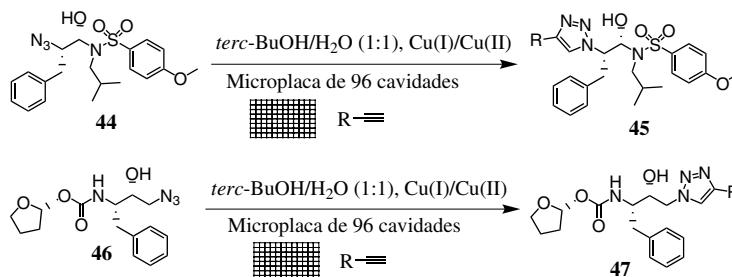 HO
O O
N3
S
N
O
44
terc-BuOH/H2O (1:1), Cu(I)/Cu(II)
Microplaca de 96 cavidades
R
R
N N
N
HO
O O
S
N
O
45
OH
H
O N N3
O
O
46
terc-BuOH/H2O (1:1), Cu(I)/Cu(II)
Microplaca de 96 cavidades
R
OH
H
O N N N
N
O
O
R
47